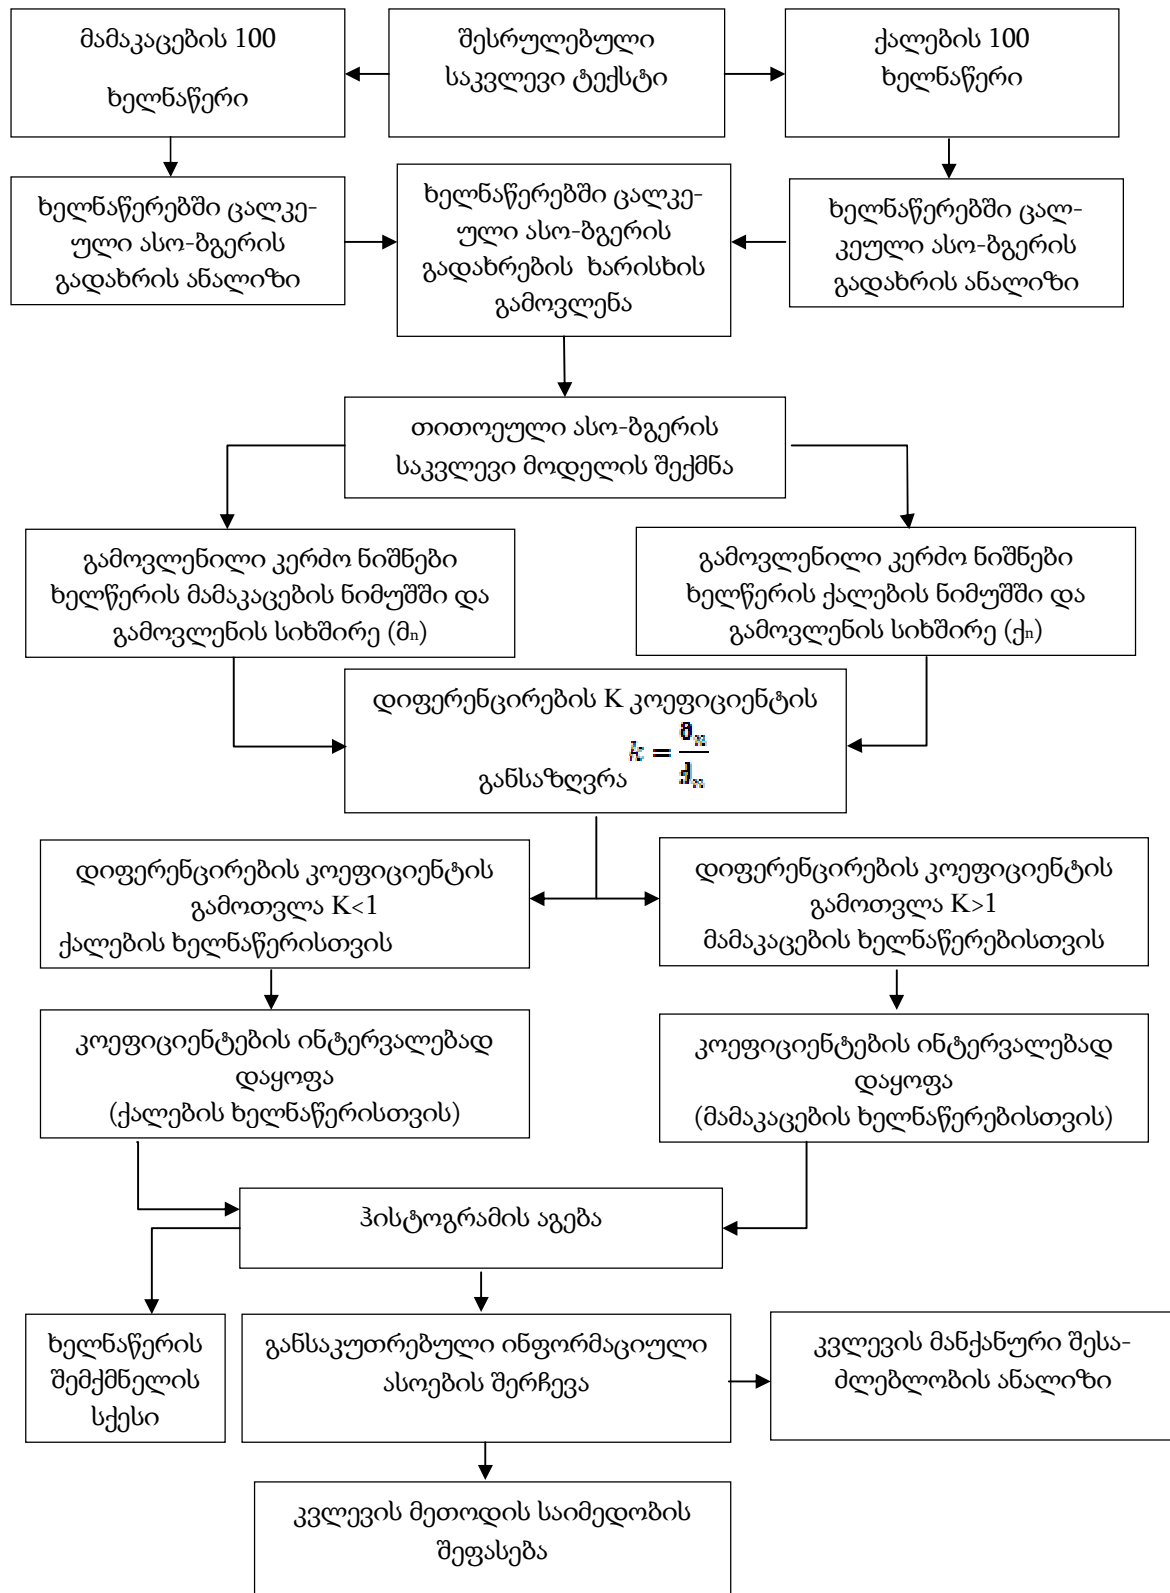 მამაკაცების 100
ხელნაწერი
შესრულებული
საკვლევი ტექსტი
ქალების 100
ხელნაწერი
ხელნაწერებში ცალკე-
ული ასო-ბგერის
გადახრის ანალიზი
ხელნაწერებში ცალკე-
ული ასო-ბგერის
გადახრების ხარისხის
გამოვლენა
ხელნაწერებში ცალ-
კეული ასო-ბგერის
გადახრის ანალიზი
თითოეული ასო-ბგერის
საკვლევი მოდელის შექმნა
გამოვლენილი კერძო ნიშნები
ხელწერის მამაკაცების ნიმუშში და
გამოვლენის სიხშირე (მn)
გამოვლენილი კერძო ნიშნები
ხელწერის ქალების ნიმუშში და
გამოვლენის სიხშირე (ქn)
დიფერენცირების K კოეფიციენტის
განსაზღვრა k = მn/ქn
დიფერენცირების კოეფიციენტის
გამოთვლა K<1
ქალების ხელნაწერისთვის
დიფერენცირების კოეფიციენტის
გამოთვლა K>1
მამაკაცების ხელნაწერებისთვის
კოეფიციენტების ინტერვალებად
დაყოფა
(ქალების ხელნაწერისთვის)
კოეფიციენტების ინტერვალებად
დაყოფა
(მამაკაცების ხელნაწერებისთვის)
ჰისტოგრამის აგება
ხელნაწერის
შემქმნელის
სქესი
განსაკუთრებული ინფორმაციული
ასოების შერჩევა
კვლევის მანქანური შესა-
ძლებლობის ანალიზი
კვლევის მეთოდის საიმედობის
შეფასება